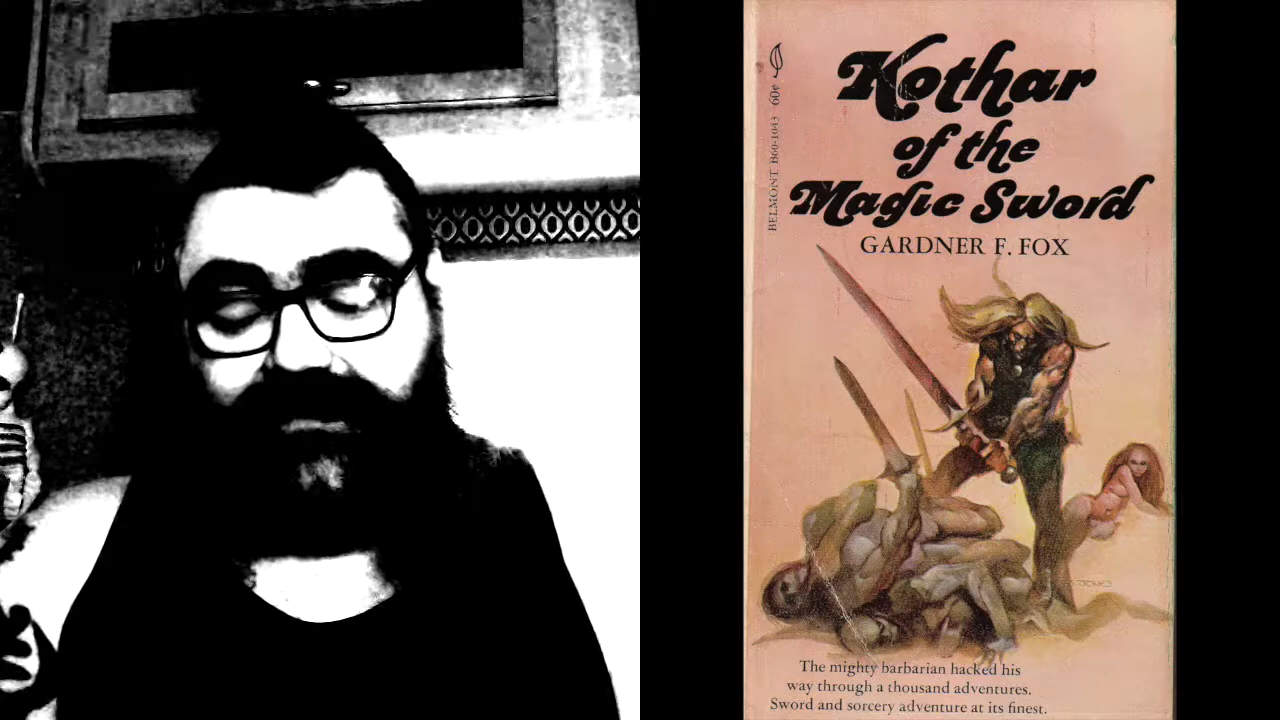 Kothar
of the
Magic Sword
GARDNER F. FOX
BELMONT B60-1043 60¢
The mighty barbarian hacked his
way through a thousand adventures.
Sword and sorcery adventure at its finest.
JONES